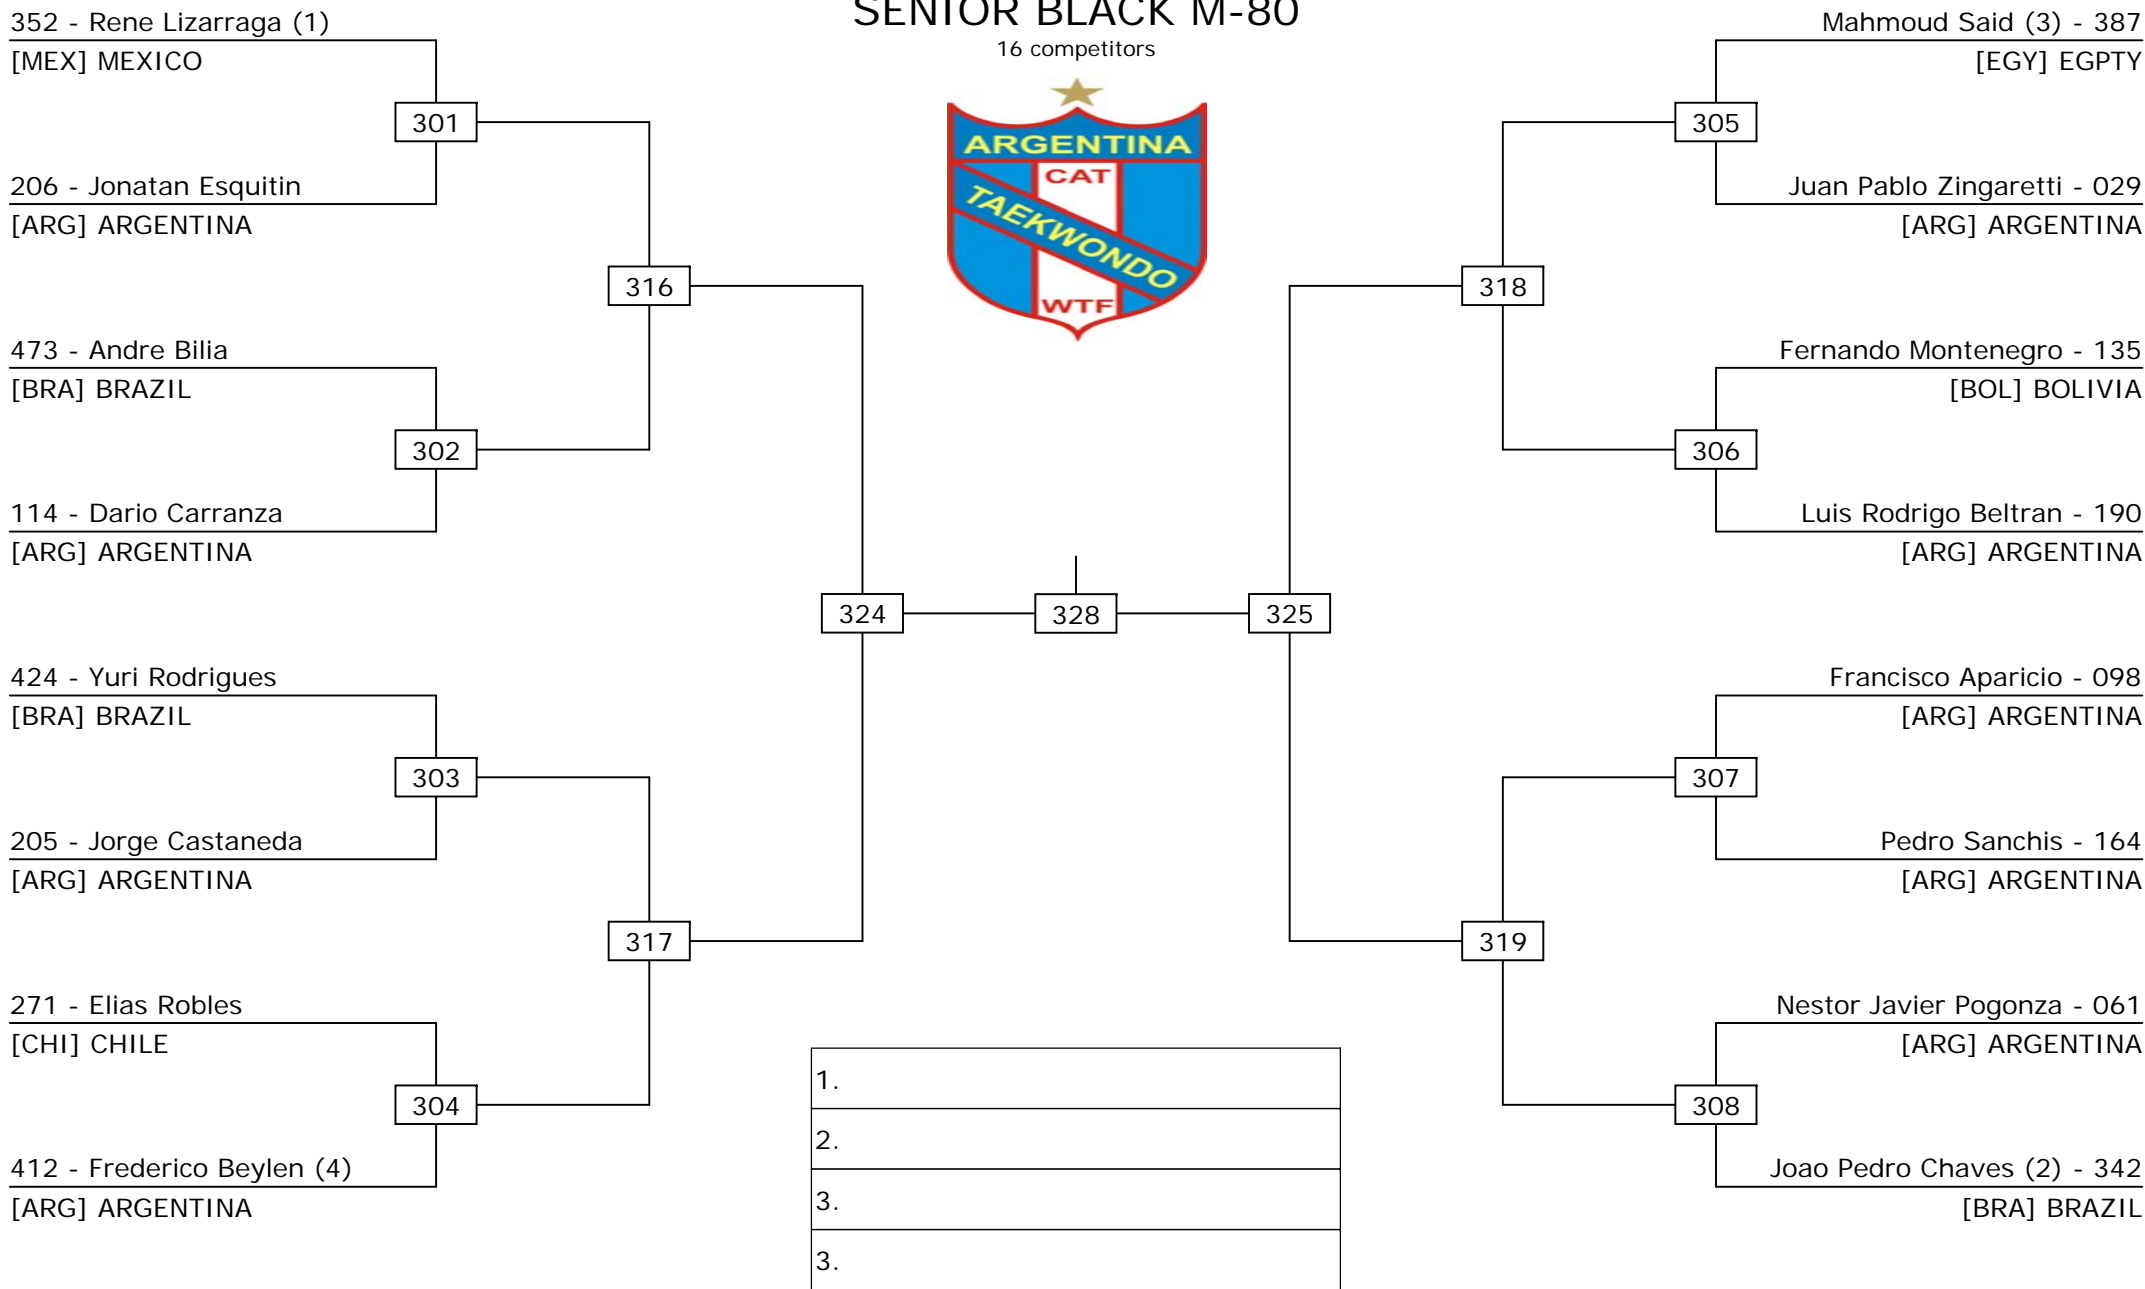 SENIOR BLACK M-80
16 competitors
ARGENTINA
CAT
TAEKWONDO
WTF
352 - Rene Lizarraga (1)
[MEX] MEXICO
301
206 - Jonatan Esquitin
[ARG] ARGENTINA
316
473 - Andre Bilia
[BRA] BRAZIL
302
114 - Dario Carranza
[ARG] ARGENTINA
324
424 - Yuri Rodrigues
[BRA] BRAZIL
303
205 - Jorge Castaneda
[ARG] ARGENTINA
317
271 - Elias Robles
[CHI] CHILE
304
412 - Frederico Beylen (4)
[ARG] ARGENTINA
328
Mahmoud Said (3) - 387
[EGY] EGPTY
305
Juan Pablo Zingaretti - 029
[ARG] ARGENTINA
318
Fernando Montenegro - 135
[BOL] BOLIVIA
306
Luis Rodrigo Beltran - 190
[ARG] ARGENTINA
325
Francisco Aparicio - 098
[ARG] ARGENTINA
307
Pedro Sanchis - 164
[ARG] ARGENTINA
319
Nestor Javier Pogonza - 061
[ARG] ARGENTINA
308
Joao Pedro Chaves (2) - 342
[BRA] BRAZIL
1.
2.
3.
3.